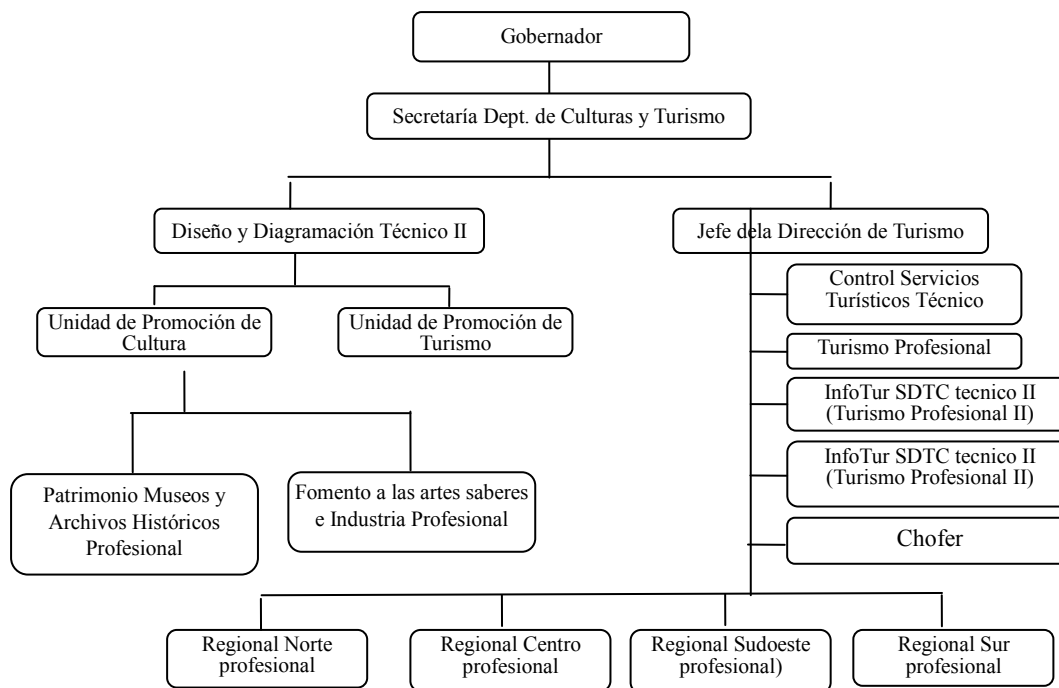 Gobernador
Secretaría Dept. de Culturas y Turismo
Diseño y Diagramación Técnico II
Jefe dela Dirección de Turismo
Control Servicios
Turísticos Técnico
Unidad de Promoción de
Cultura
Unidad de Promoción de
Turismo
Turismo Profesional
InfoTur SDTC tecnico II
(Turismo Profesional II)
InfoTur SDTC tecnico II
(Turismo Profesional II)
Patrimonio Museos y
Archivos Históricos
Profesional
Fomento a las artes saberes
e Industria Profesional
Chofer
Regional Norte
profesional
Regional Centro
profesional
Regional Sudoeste
profesional)
Regional Sur
profesional